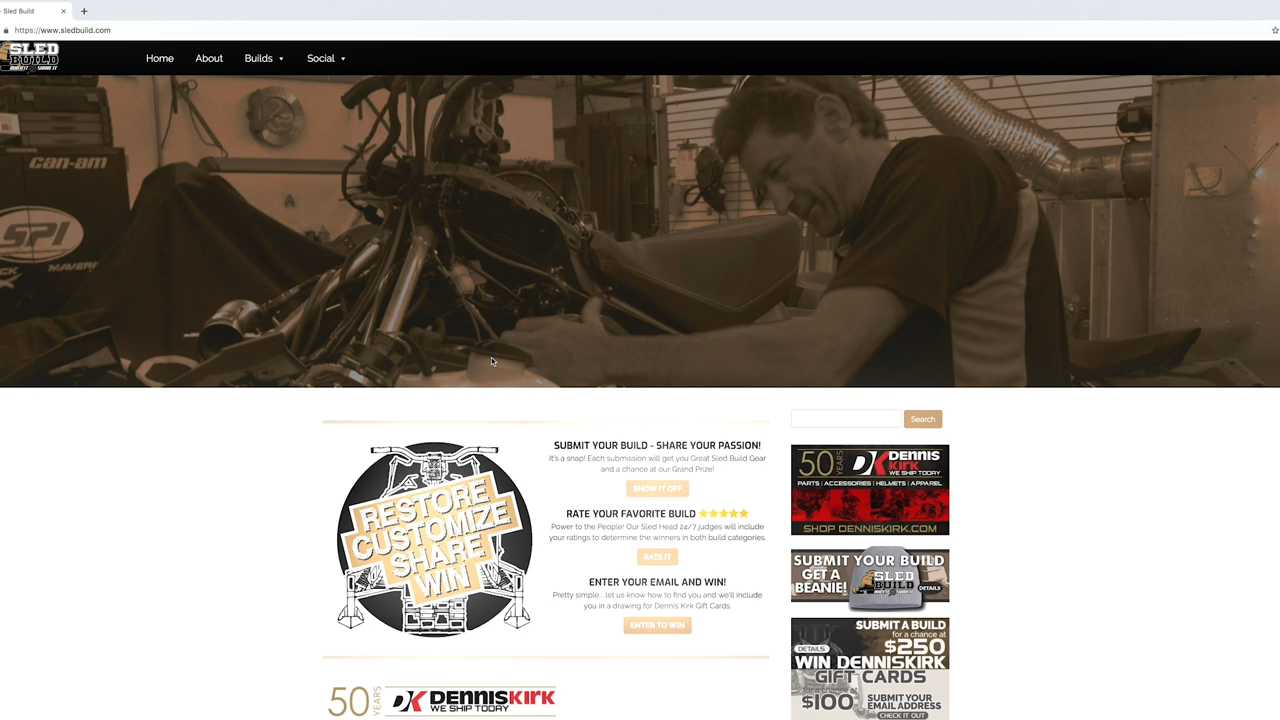 - Sled Build
https://www.sledbuild.com
SLED
BUILD
Home About Builds Social
can-am
SPI
MAVERICK
SUBMIT YOUR BUILD - SHARE YOUR PASSION!
It's a snap! Each submission will get you Great Sled Build Gear
and a chance at our Grand Prize!
SHOW IT OFF
RATE YOUR FAVORITE BUILD
Power to the People! Our Sled Head 24/7 judges will include
your ratings to determine the winners in both build categories.
RATE IT
ENTER YOUR EMAIL AND WIN!
Pretty simple... let us know how to find you and we'll include
you in a drawing for Dennis Kirk Gift Cards.
ENTER TO WIN
RESTORE
CUSTOMIZE
SHARE
WIN
50 YEARS DK DENNISKIRK
WE SHIP TODAY
Search
50 YEARS DK DENNIS
KIRK
WE SHIP TODAY
PARTS | ACCESSORIES | HELMETS | APPAREL
SHOP DENNISKIRK.COM
SUBMIT YOUR BUILD
GET A
BEANIE!
SLED
BUILD
DETAILS
SUBMIT A BUILD
for a chance at
DETAILS
$250
WIN DENNISKIRK
GIFT CARDS
$100
SUBMIT YOUR
EMAIL ADDRESS
CHECK IT OUT